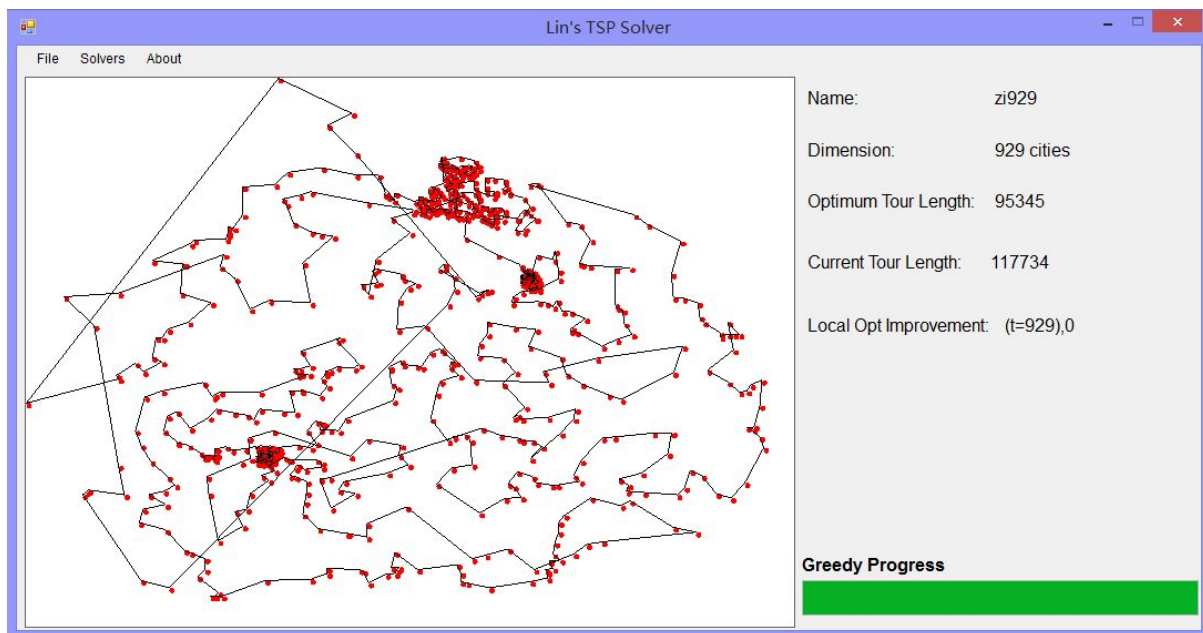 Lin's TSP Solver
File Solvers About
Name: zi929
Dimension: 929 cities
Optimum Tour Length: 95345
Current Tour Length: 117734
Local Opt Improvement: (t=929),0
Greedy Progress